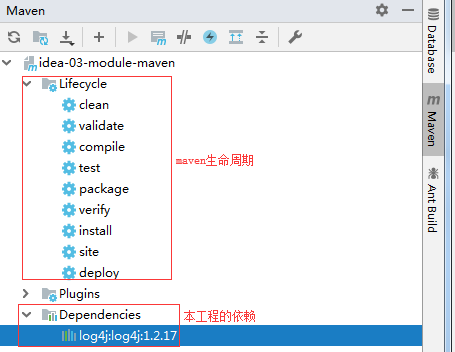 Maven
idea-03-module-maven
Lifecycle
clean
validate
compile
test
package
verify
install
site
deploy
maven生命周期
Plugins
Dependencies
本工程的依赖
log4j:log4j:1.2.17
Database
Maven
Ant Build